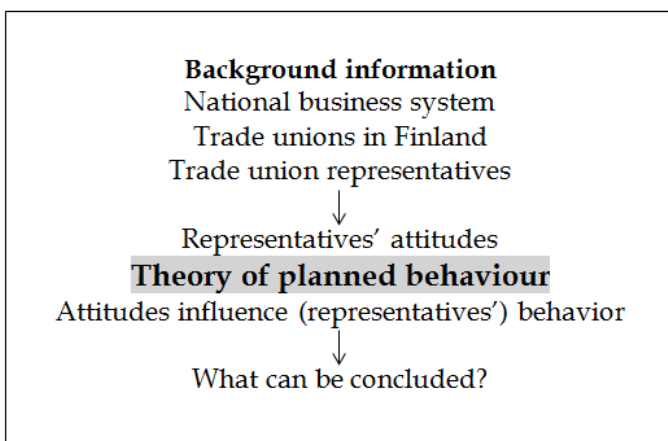 Background information
National business system
Trade unions in Finland
Trade union representatives
Representatives’ attitudes
Theory of planned behaviour
Attitudes influence (representatives’) behavior
What can be concluded?